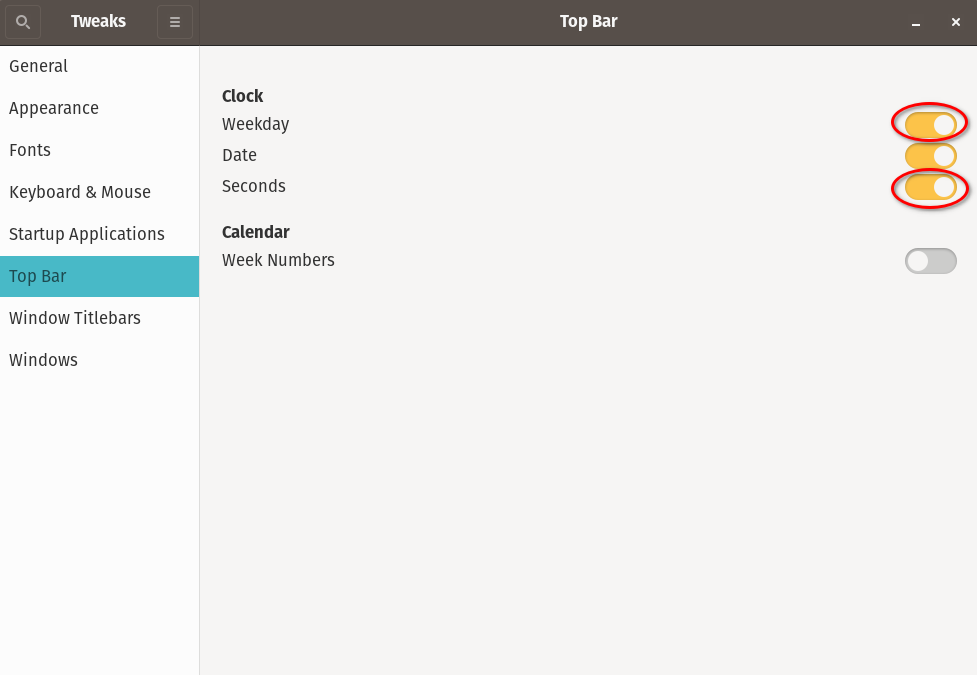 Tweaks
Top Bar
General
Appearance
Fonts
Keyboard & Mouse
Startup Applications
Top Bar
Window Titlebars
Windows
Clock
Weekday
Date
Seconds
Calendar
Week Numbers